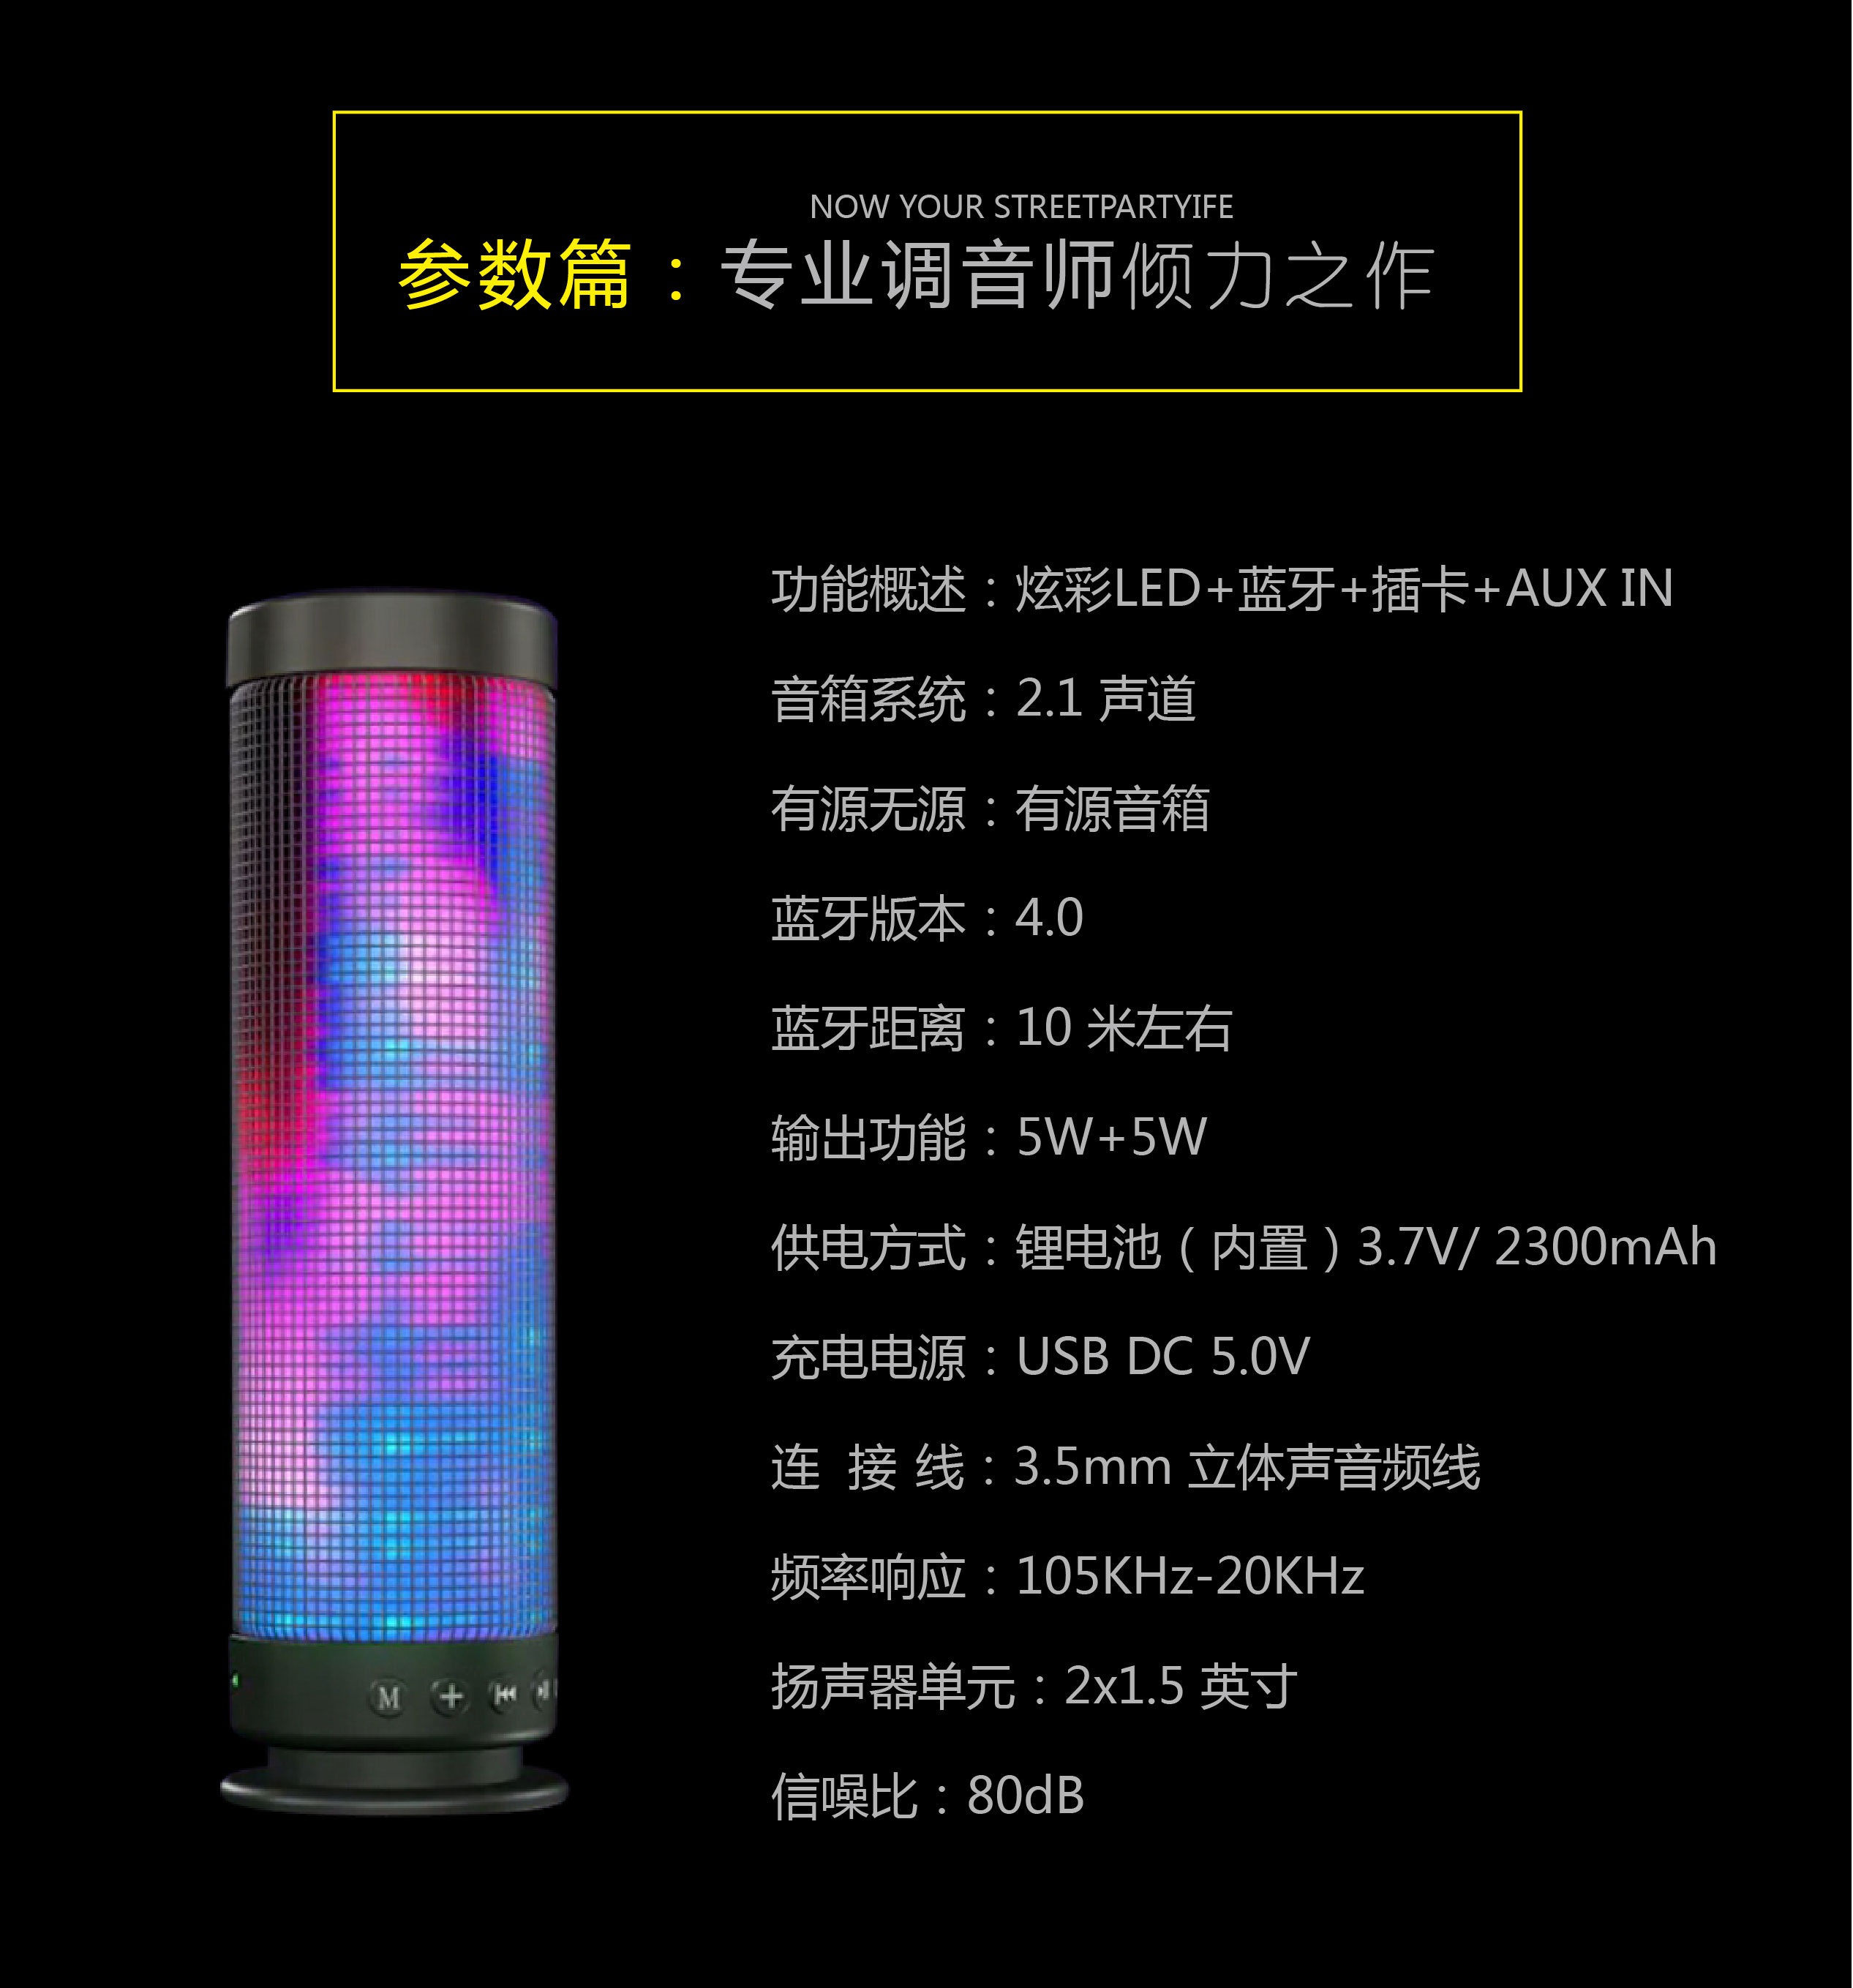 NOW YOUR STREETPARTYIFE
参数篇：专业调音师倾力之作
功能概述：炫彩LED+蓝牙+插卡+AUX IN
音箱系统：2.1 声道
有源无源：有源音箱
蓝牙版本：4.0
蓝牙距离：10 米左右
输出功能：5W+5W
供电方式：锂电池（内置）3.7V/ 2300mAh
充电电源：USB DC 5.0V
连 接 线：3.5mm 立体声音频线
频率响应：105KHz-20KHz
扬声器单元：2x1.5 英寸
信噪比：80dB
M